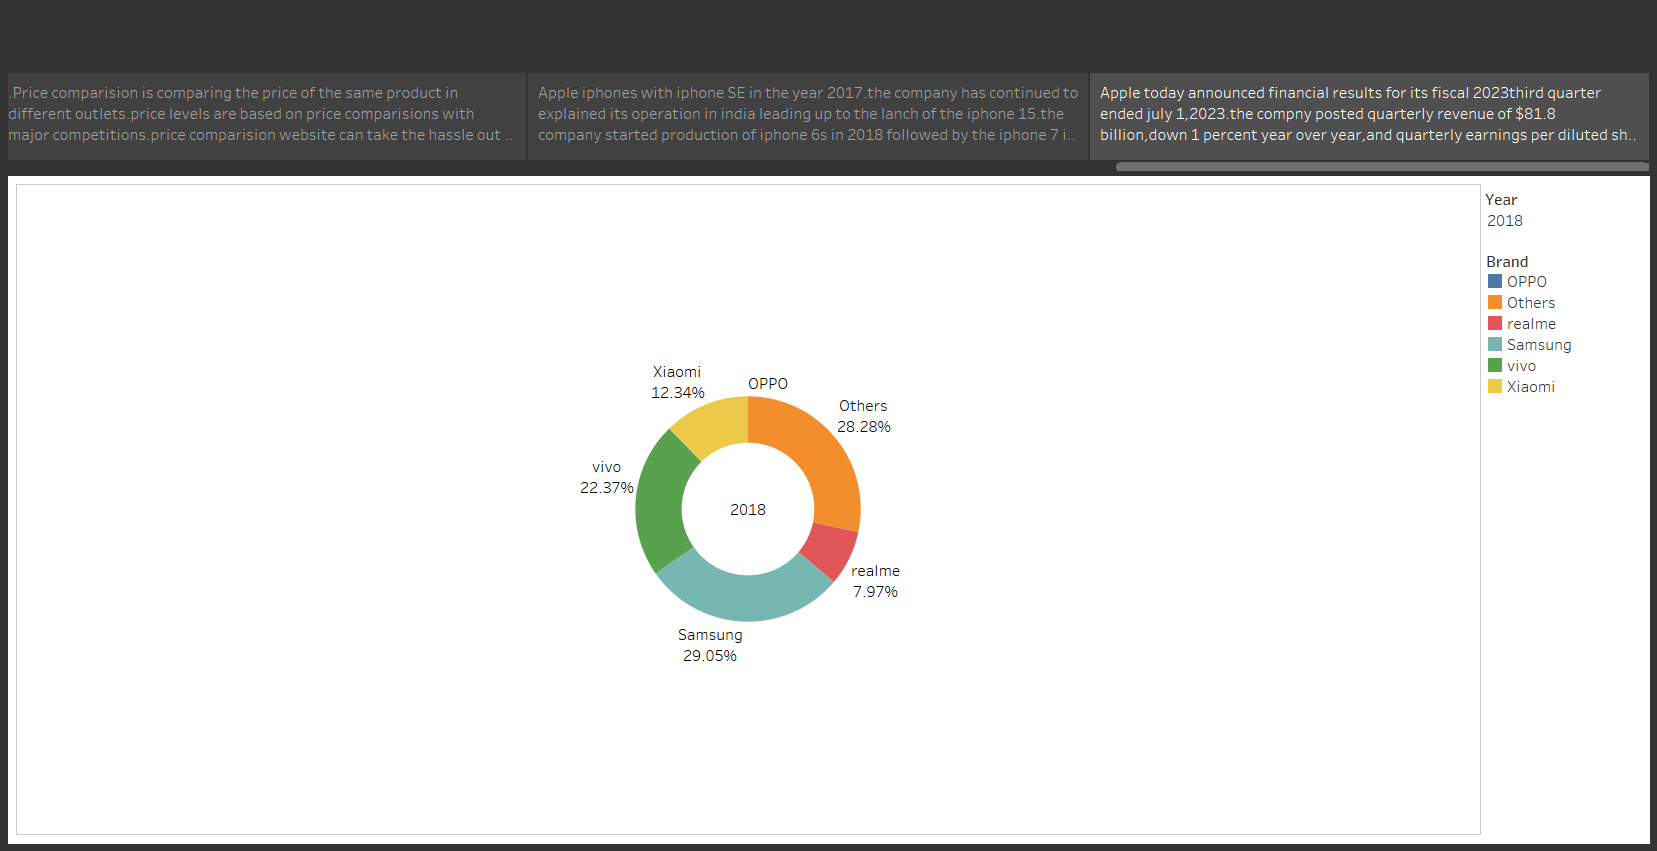 .Price comparision is comparing the price of the same product in
different outlets.price levels are based on price comparisions with
major competitions.price comparision website can take the hassle out ..
Apple iphones with iphone SE in the year 2017.the company has continued to
explained its operation in india leading up to the lanch of the iphone 15.the
company started production of iphone 6s in 2018 followed by the iphone 7 i..
Apple today announced financial results for its fiscal 2023third quarter
ended july 1,2023.the compny posted quarterly revenue of $81.8
billion,down 1 percent year over year,and quarterly earnings per diluted sh..
Year
2018
Brand
OPPO
Others
realme
Samsung
vivo
Xiaomi
Xiaomi
12.34%
OPPO
Others
28.28%
vivo
22.37%
2018
realme
7.97%
Samsung
29.05%